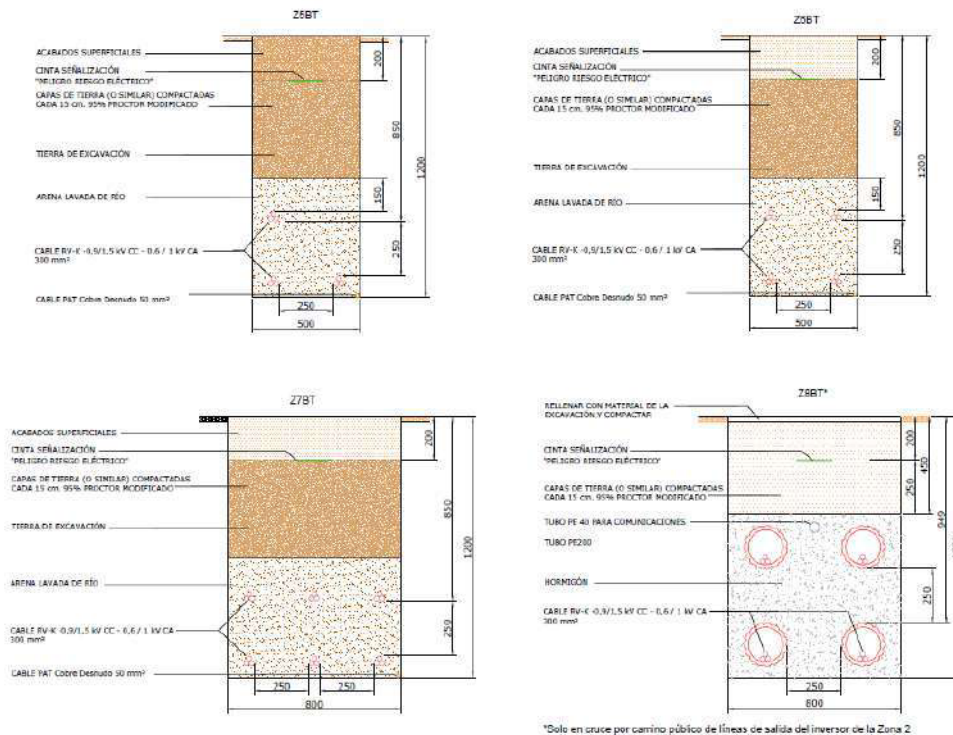 Z5BT
ACABADOS SUPERFICIALES
CINTA SEÑALIZACIÓN
"PELIGRO RIESGO ELÉCTRICO"
CAPAS DE TIERRA (O SIMILAR) COMPACTADAS
CADA 15 cm. 95% PROCTOR MODIFICADO
TIERRA DE EXCAVACIÓN
ARENA LAVADA DE RÍO
CABLE RV-K -0,9/1,5 kV CC - 0,6 / 1 kV CA
300 mm²
CABLE PAT Cobre Desnudo 50 mm²
200
850
1200
150
250
250
500
Z6BT
ACABADOS SUPERFICIALES
CINTA SEÑALIZACIÓN
"PELIGRO RIESGO ELÉCTRICO"
CAPAS DE TIERRA (O SIMILAR) COMPACTADAS
CADA 15 cm. 95% PROCTOR MODIFICADO
TIERRA DE EXCAVACIÓN
ARENA LAVADA DE RÍO
CABLE RV-K -0,9/1,5 kV CC - 0,6 / 1 kV CA
300 mm²
CABLE PAT Cobre Desnudo 50 mm²
200
850
1200
150
250
250
500
Z7BT
ACABADOS SUPERFICIALES
CINTA SEÑALIZACIÓN
"PELIGRO RIESGO ELÉCTRICO"
CAPAS DE TIERRA (O SIMILAR) COMPACTADAS
CADA 15 cm. 95% PROCTOR MODIFICADO
TIERRA DE EXCAVACIÓN
ARENA LAVADA DE RÍO
CABLE RV-K -0,9/1,5 kV CC - 0,6 / 1 kV CA
300 mm²
CABLE PAT Cobre Desnudo 50 mm²
200
850
1200
250
250
250
800
Z8BT*
RELLENAR CON MATERIAL DE LA
EXCAVACIÓN Y COMPACTAR
CINTA SEÑALIZACIÓN
"PELIGRO RIESGO ELÉCTRICO"
CAPAS DE TIERRA (O SIMILAR) COMPACTADAS
CADA 15 cm. 95% PROCTOR MODIFICADO
TUBO PE 40 PARA COMUNICACIONES
TUBO PE200
HORMIGÓN
CABLE RV-K -0,9/1,5 kV CC - 0,6 / 1 kV CA
300 mm²
200
250
450
949
250
250
800
*Solo en cruce por camino público de líneas de salida del inversor de la Zona 2